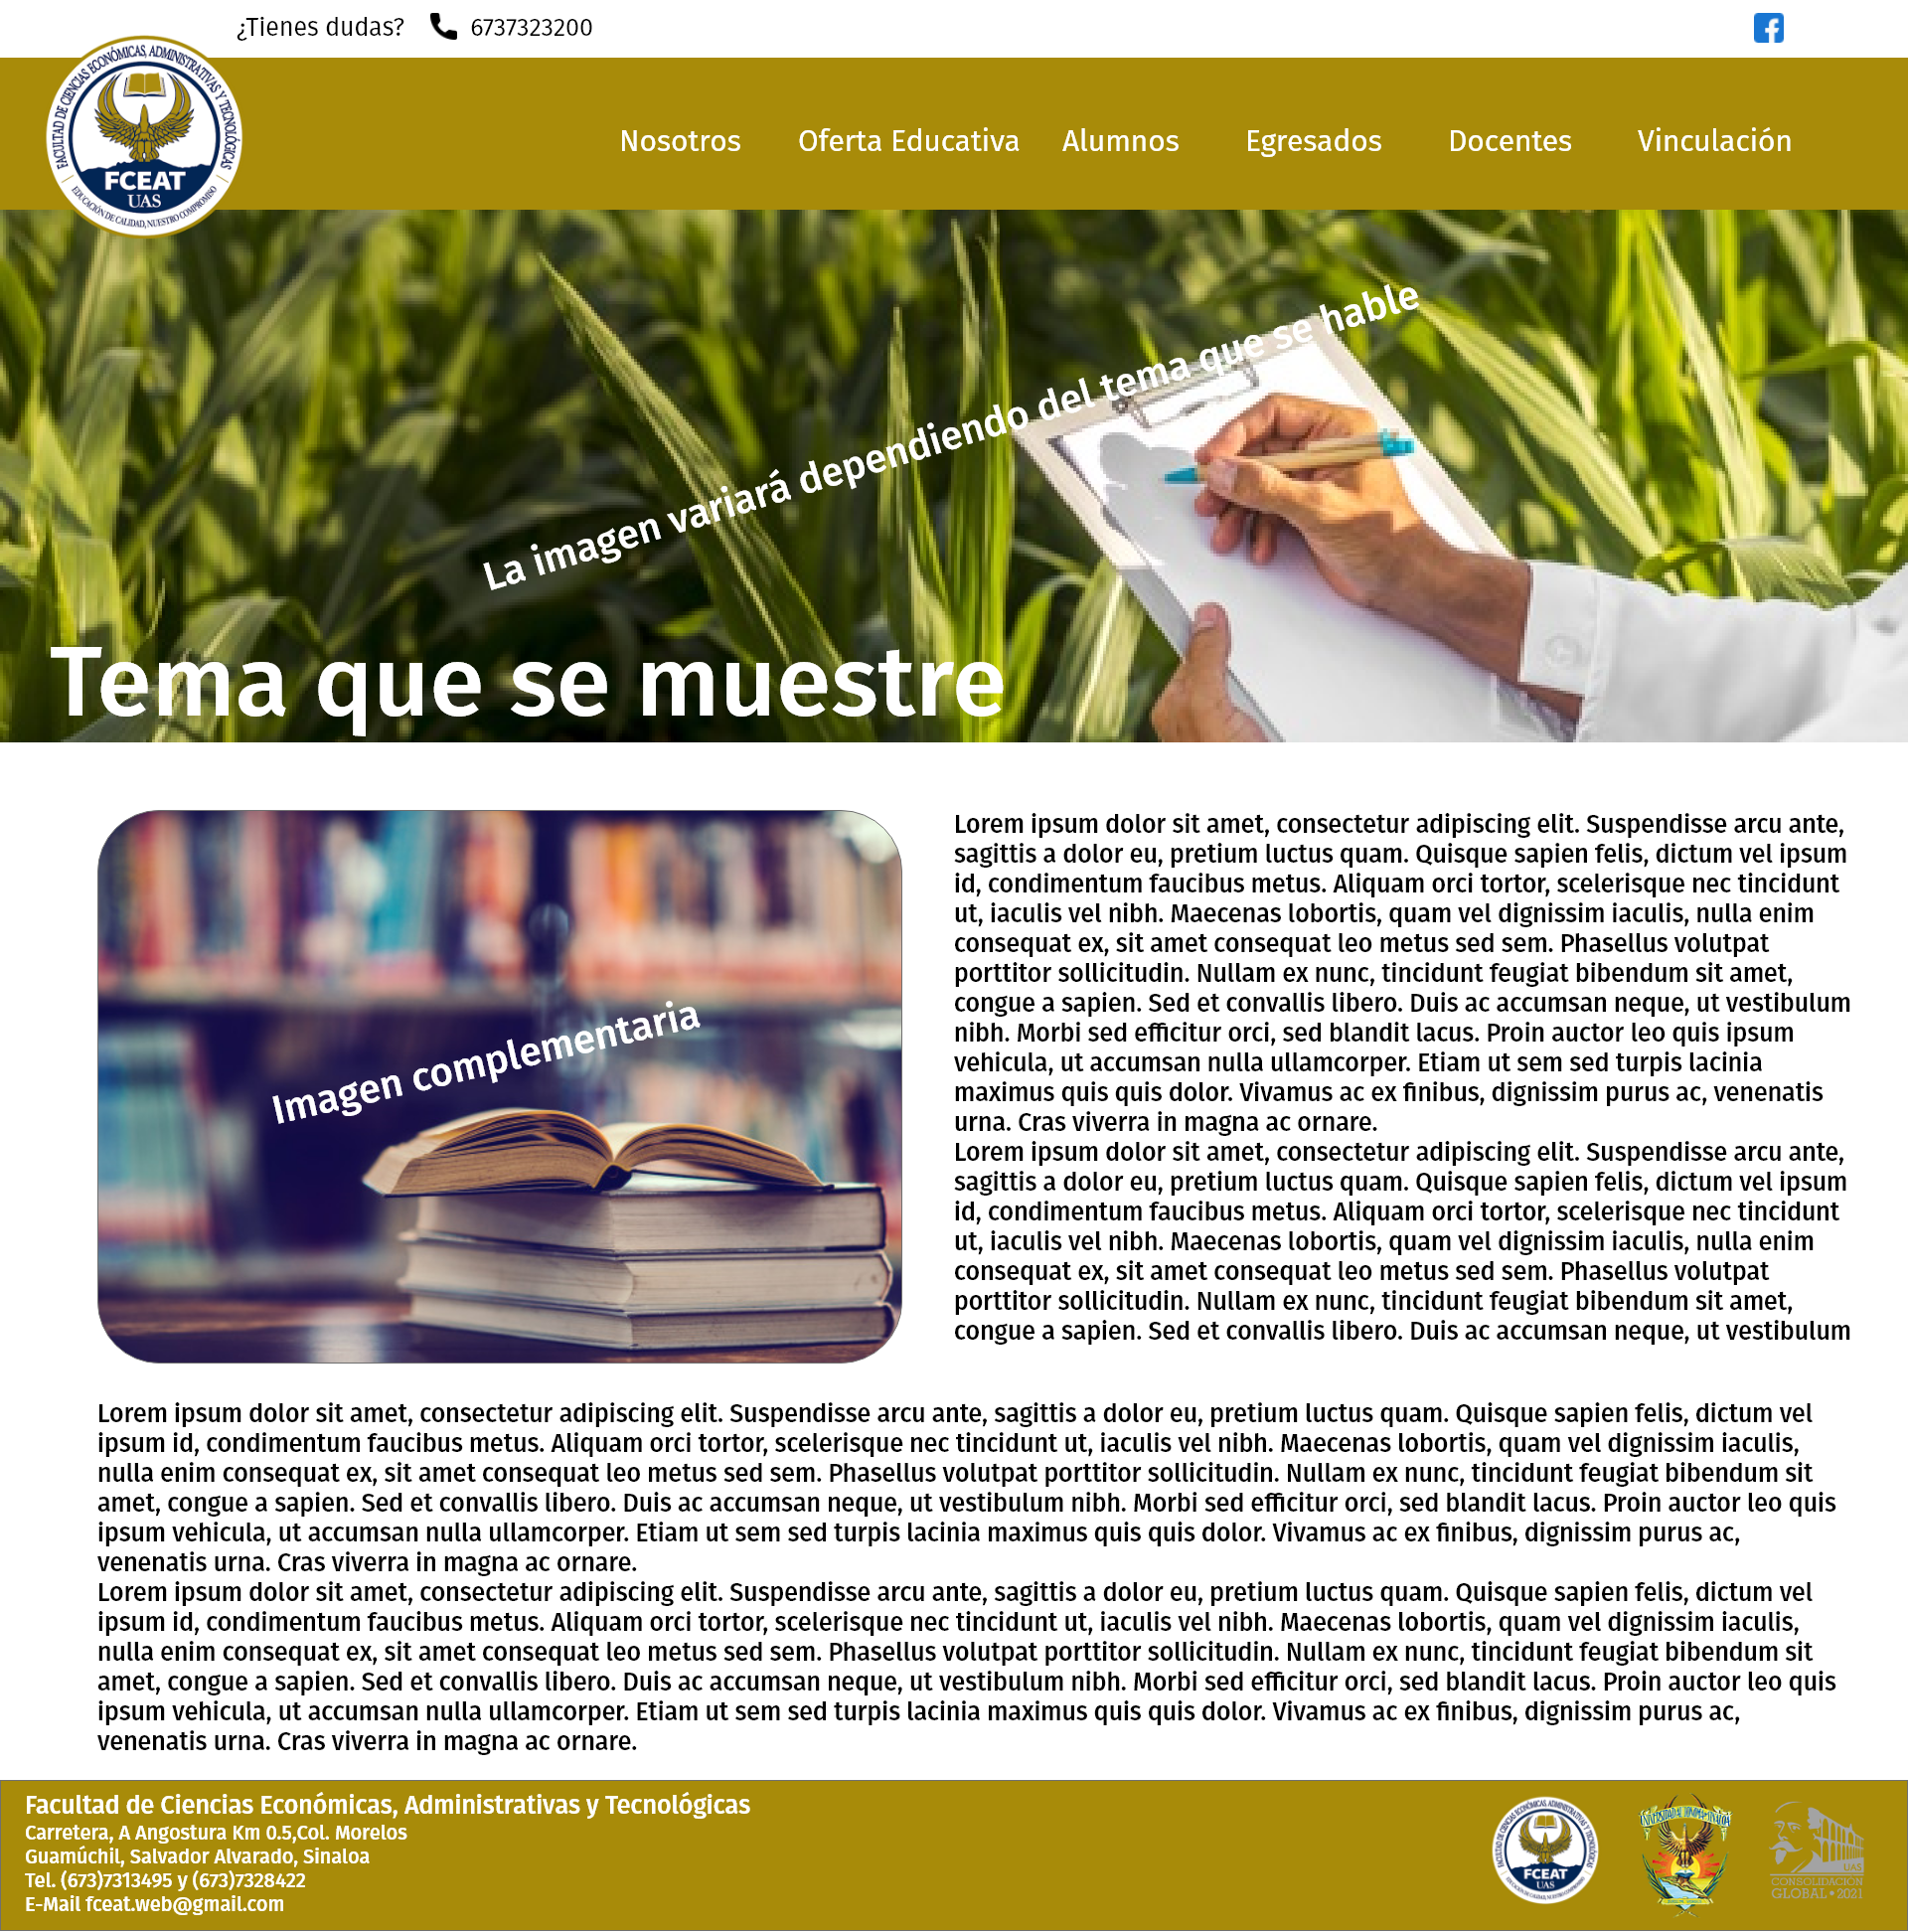 ¿Tienes dudas? 6737323200
FACULTAD DE CIENCIAS ECONÓMICAS, ADMINISTRATIVAS Y TECNOLÓGICAS
FCEAT
UAS
EDUCACIÓN DE CALIDAD, NUESTRO COMPROMISO
Nosotros Oferta Educativa Alumnos Egresados Docentes Vinculación
La imagen variará dependiendo del tema que se hable
Tema que se muestre
Imagen complementaria
Lorem ipsum dolor sit amet, consectetur adipiscing elit. Suspendisse arcu ante,
sagittis a dolor eu, pretium luctus quam. Quisque sapien felis, dictum vel ipsum
id, condimentum faucibus metus. Aliquam orci tortor, scelerisque nec tincidunt
ut, iaculis vel nibh. Maecenas lobortis, quam vel dignissim iaculis, nulla enim
consequat ex, sit amet consequat leo metus sed sem. Phasellus volutpat
porttitor sollicitudin. Nullam ex nunc, tincidunt feugiat bibendum sit amet,
congue a sapien. Sed et convallis libero. Duis ac accumsan neque, ut vestibulum
nibh. Morbi sed efficitur orci, sed blandit lacus. Proin auctor leo quis ipsum
vehicula, ut accumsan nulla ullamcorper. Etiam ut sem sed turpis lacinia
maximus quis quis dolor. Vivamus ac ex finibus, dignissim purus ac, venenatis
urna. Cras viverra in magna ac ornare.
Lorem ipsum dolor sit amet, consectetur adipiscing elit. Suspendisse arcu ante,
sagittis a dolor eu, pretium luctus quam. Quisque sapien felis, dictum vel ipsum
id, condimentum faucibus metus. Aliquam orci tortor, scelerisque nec tincidunt
ut, iaculis vel nibh. Maecenas lobortis, quam vel dignissim iaculis, nulla enim
consequat ex, sit amet consequat leo metus sed sem. Phasellus volutpat
porttitor sollicitudin. Nullam ex nunc, tincidunt feugiat bibendum sit amet,
congue a sapien. Sed et convallis libero. Duis ac accumsan neque, ut vestibulum
Lorem ipsum dolor sit amet, consectetur adipiscing elit. Suspendisse arcu ante, sagittis a dolor eu, pretium luctus quam. Quisque sapien felis, dictum vel
ipsum id, condimentum faucibus metus. Aliquam orci tortor, scelerisque nec tincidunt ut, iaculis vel nibh. Maecenas lobortis, quam vel dignissim iaculis,
nulla enim consequat ex, sit amet consequat leo metus sed sem. Phasellus volutpat porttitor sollicitudin. Nullam ex nunc, tincidunt feugiat bibendum sit
amet, congue a sapien. Sed et convallis libero. Duis ac accumsan neque, ut vestibulum nibh. Morbi sed efficitur orci, sed blandit lacus. Proin auctor leo quis
ipsum vehicula, ut accumsan nulla ullamcorper. Etiam ut sem sed turpis lacinia maximus quis quis dolor. Vivamus ac ex finibus, dignissim purus ac,
venenatis urna. Cras viverra in magna ac ornare.
Lorem ipsum dolor sit amet, consectetur adipiscing elit. Suspendisse arcu ante, sagittis a dolor eu, pretium luctus quam. Quisque sapien felis, dictum vel
ipsum id, condimentum faucibus metus. Aliquam orci tortor, scelerisque nec tincidunt ut, iaculis vel nibh. Maecenas lobortis, quam vel dignissim iaculis,
nulla enim consequat ex, sit amet consequat leo metus sed sem. Phasellus volutpat porttitor sollicitudin. Nullam ex nunc, tincidunt feugiat bibendum sit
amet, congue a sapien. Sed et convallis libero. Duis ac accumsan neque, ut vestibulum nibh. Morbi sed efficitur orci, sed blandit lacus. Proin auctor leo quis
ipsum vehicula, ut accumsan nulla ullamcorper. Etiam ut sem sed turpis lacinia maximus quis quis dolor. Vivamus ac ex finibus, dignissim purus ac,
venenatis urna. Cras viverra in magna ac ornare.
Facultad de Ciencias Económicas, Administrativas y Tecnológicas
Carretera, A Angostura Km 0.5,Col. Morelos
Guamúchil, Salvador Alvarado, Sinaloa
Tel. (673)7313495 y (673)7328422
E-Mail fceat.web@gmail.com
FACULTAD DE CIENCIAS ECONÓMICAS, ADMINISTRATIVAS Y TECNOLÓGICAS
FCEAT
UAS
EDUCACIÓN DE CALIDAD, NUESTRO COMPROMISO
UAS
CONSOLIDACIÓN
GLOBAL • 2021